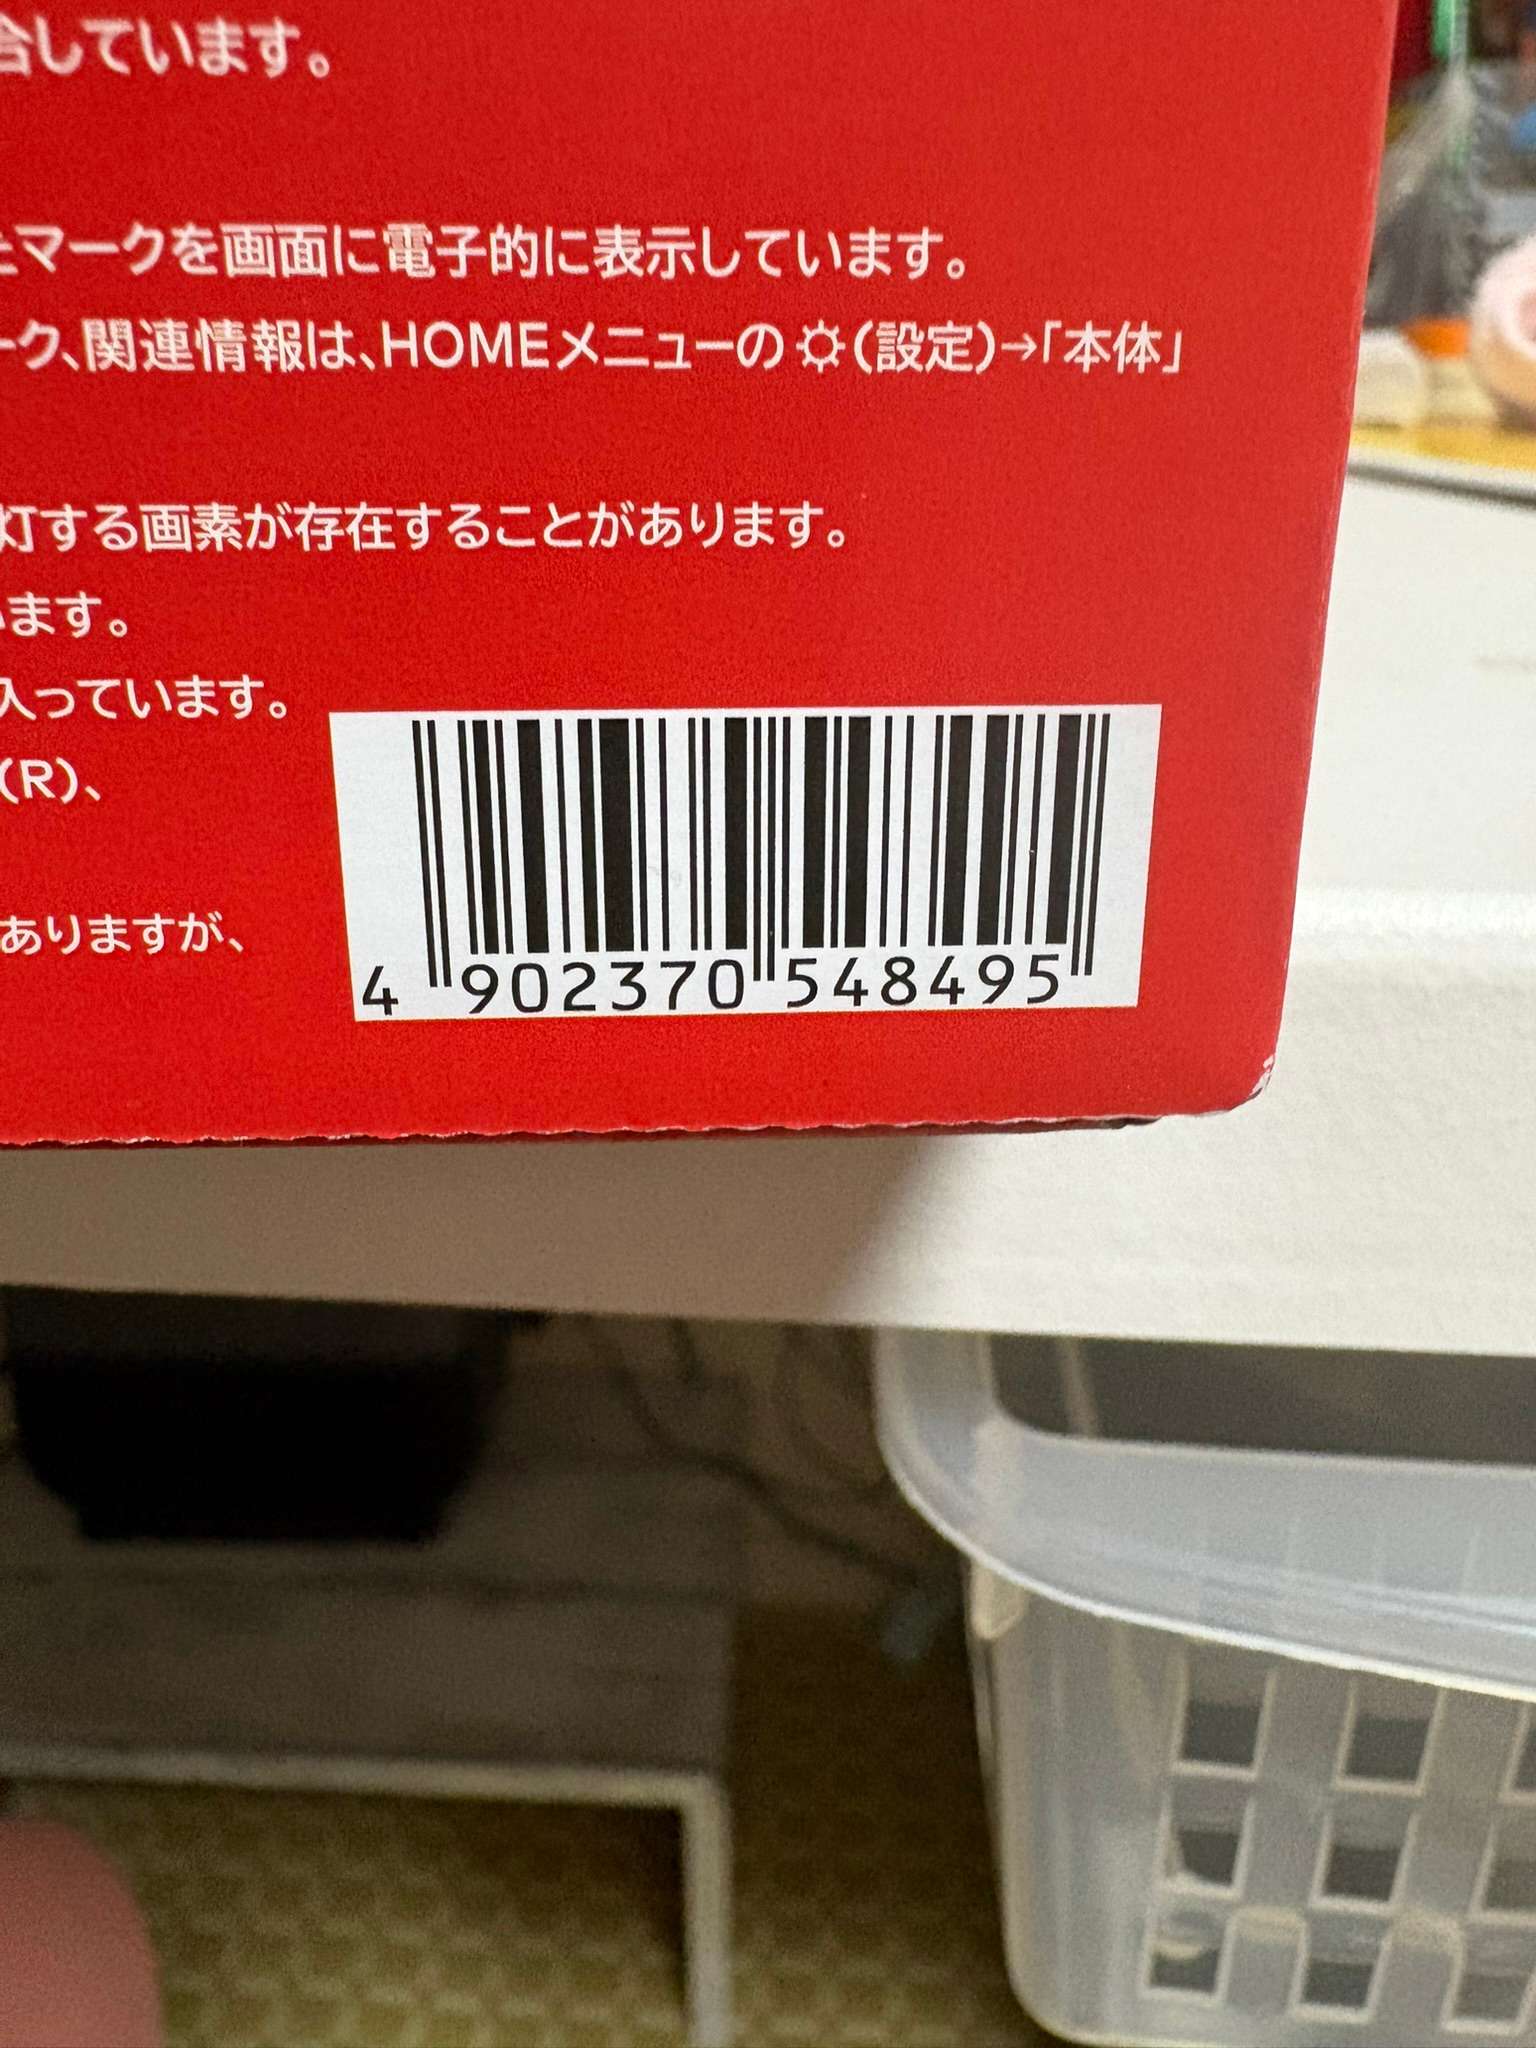 合しています。
たマークを画面に電子的に表示しています。
ーク、関連情報は、HOMEメニューの☼(設定)→「本体」
灯する画素が存在することがあります。
います。
入っています。
(R)、
ありますが、
4 902370 548495